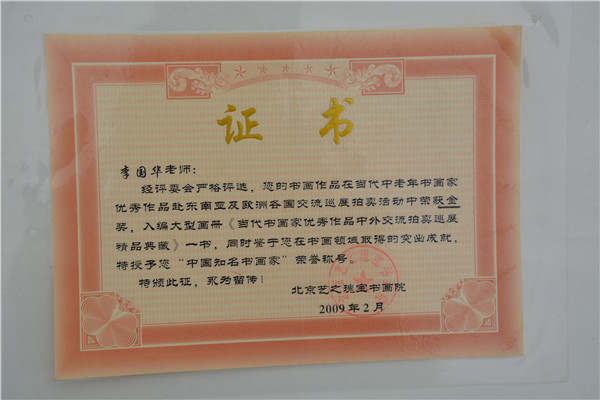 证 书
李国华老师：
经评委会严格评选，您的书画作品在当代中老年书画家
优秀作品赴东南亚及欧洲各国交流巡展拍卖活动中荣获金
奖，入编大型画册《当代书画家优秀作品中外交流拍卖巡展
精品典藏》一书，同时鉴于您在书画领域取得的突出成就，
特授予您“中国知名书画家”荣誉称号。
特颁此证，永为留传！
北京艺之瑰宝书画院
2009 年 2 月